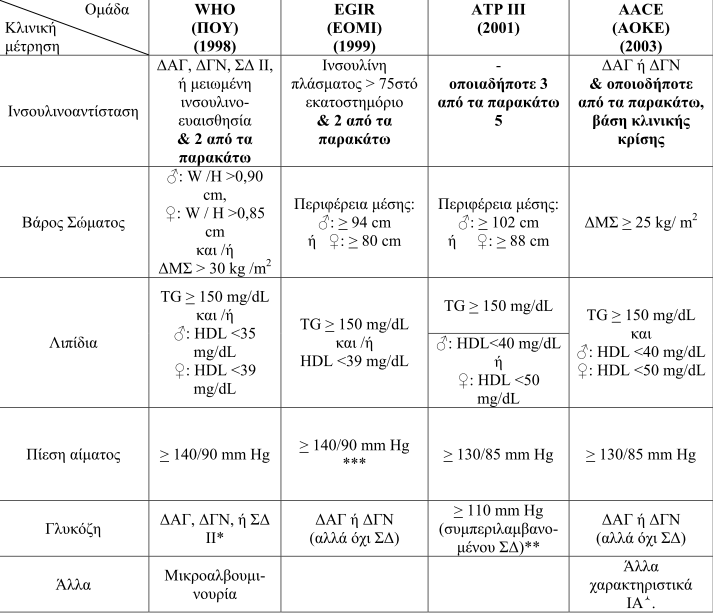 Ομάδα
Κλινική
μέτρηση
WHO
(ΠΟΥ)
(1998)
EGIR
(ΕΟΜΙ)
(1999)
ATP III
(2001)
AACE
(ΑΟΚΕ)
(2003)
Ινσουλινοαντίσταση
ΔΑΓ, ΔΓΝ, ΣΔ ΙΙ,
ή μειωμένη
ινσουλινο-
ευαισθησία
& 2 από τα
παρακάτω
Ινσουλίνη
πλάσματος > 75στό
εκατοστημόριο
& 2 από τα
παρακάτω
-
οποιαδήποτε 3
από τα παρακάτω
5
ΔΑΓ ή ΔΓΝ
& οποιοδήποτε
από τα παρακάτω,
βάση κλινικής
κρίσης
Βάρος Σώματος
♂: W /H >0,90
cm,
♀: W / H >0,85
cm
και /ή
ΔΜΣ > 30 kg /m²
Περιφέρεια μέσης:
♂: ≥ 94 cm
ή ♀: ≥ 80 cm
Περιφέρεια μέσης:
♂: ≥ 102 cm
ή ♀: ≥ 88 cm
ΔΜΣ ≥ 25 kg/ m²
Λιπίδια
TG ≥ 150 mg/dL
και /ή
♂: HDL <35
mg/dL
♀: HDL <39
mg/dL
TG ≥ 150 mg/dL
και /ή
HDL <39 mg/dL
TG ≥ 150 mg/dL
♂: HDL<40 mg/dL
ή
♀: HDL <50
mg/dL
TG ≥ 150 mg/dL
και
♂: HDL <40 mg/dL
♀: HDL <50 mg/dL
Πίεση αίματος
≥ 140/90 mm Hg
≥ 140/90 mm Hg
***
≥ 130/85 mm Hg
≥ 130/85 mm Hg
Γλυκόζη
ΔΑΓ, ΔΓΝ, ή ΣΔ
ΙΙ*
ΔΑΓ ή ΔΓΝ
(αλλά όχι ΣΔ)
≥ 110 mm Hg
(συμπεριλαμβανο-
μένου ΣΔ)**
ΔΑΓ ή ΔΓΝ
(αλλά όχι ΣΔ)
Άλλα
Μικροαλβουμι-
νουρία
Άλλα
χαρακτηριστικά
ΙΑ⅄.